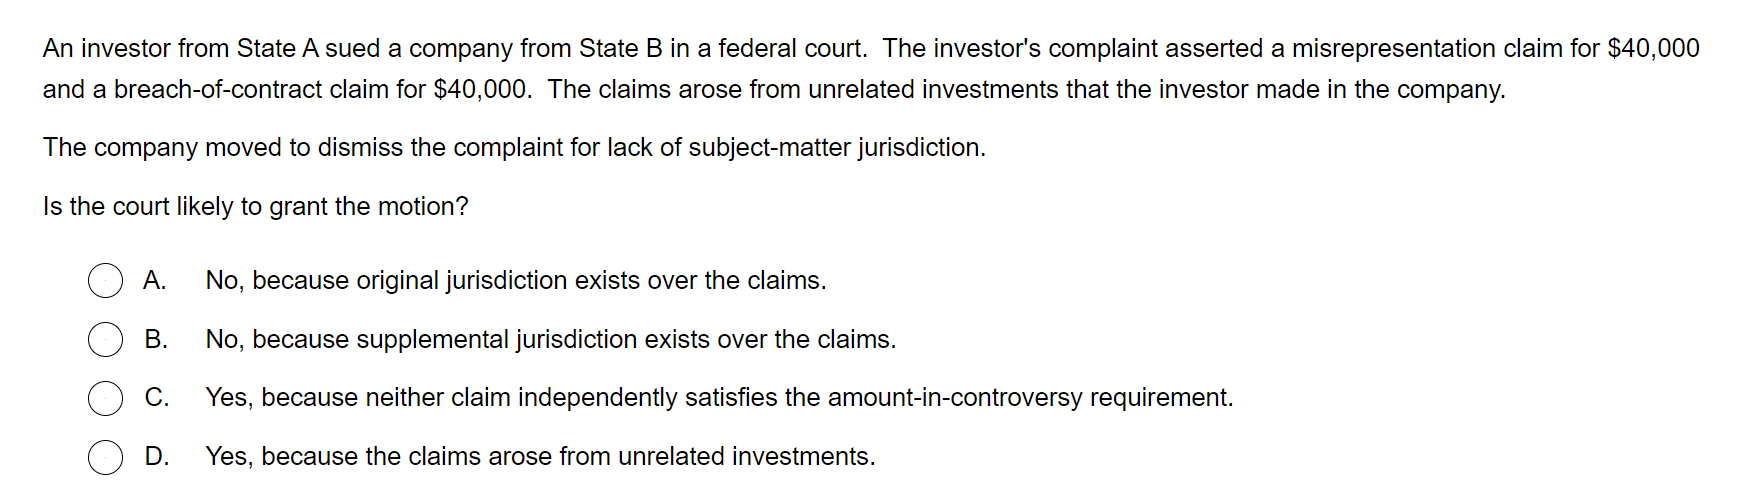 An investor from State A sued a company from State B in a federal court.  The investor's complaint asserted a misrepresentation claim for $40,000
and a breach-of-contract claim for $40,000.  The claims arose from unrelated investments that the investor made in the company.
The company moved to dismiss the complaint for lack of subject-matter jurisdiction.
Is the court likely to grant the motion?
A. No, because original jurisdiction exists over the claims.
B. No, because supplemental jurisdiction exists over the claims.
C. Yes, because neither claim independently satisfies the amount-in-controversy requirement.
D. Yes, because the claims arose from unrelated investments.